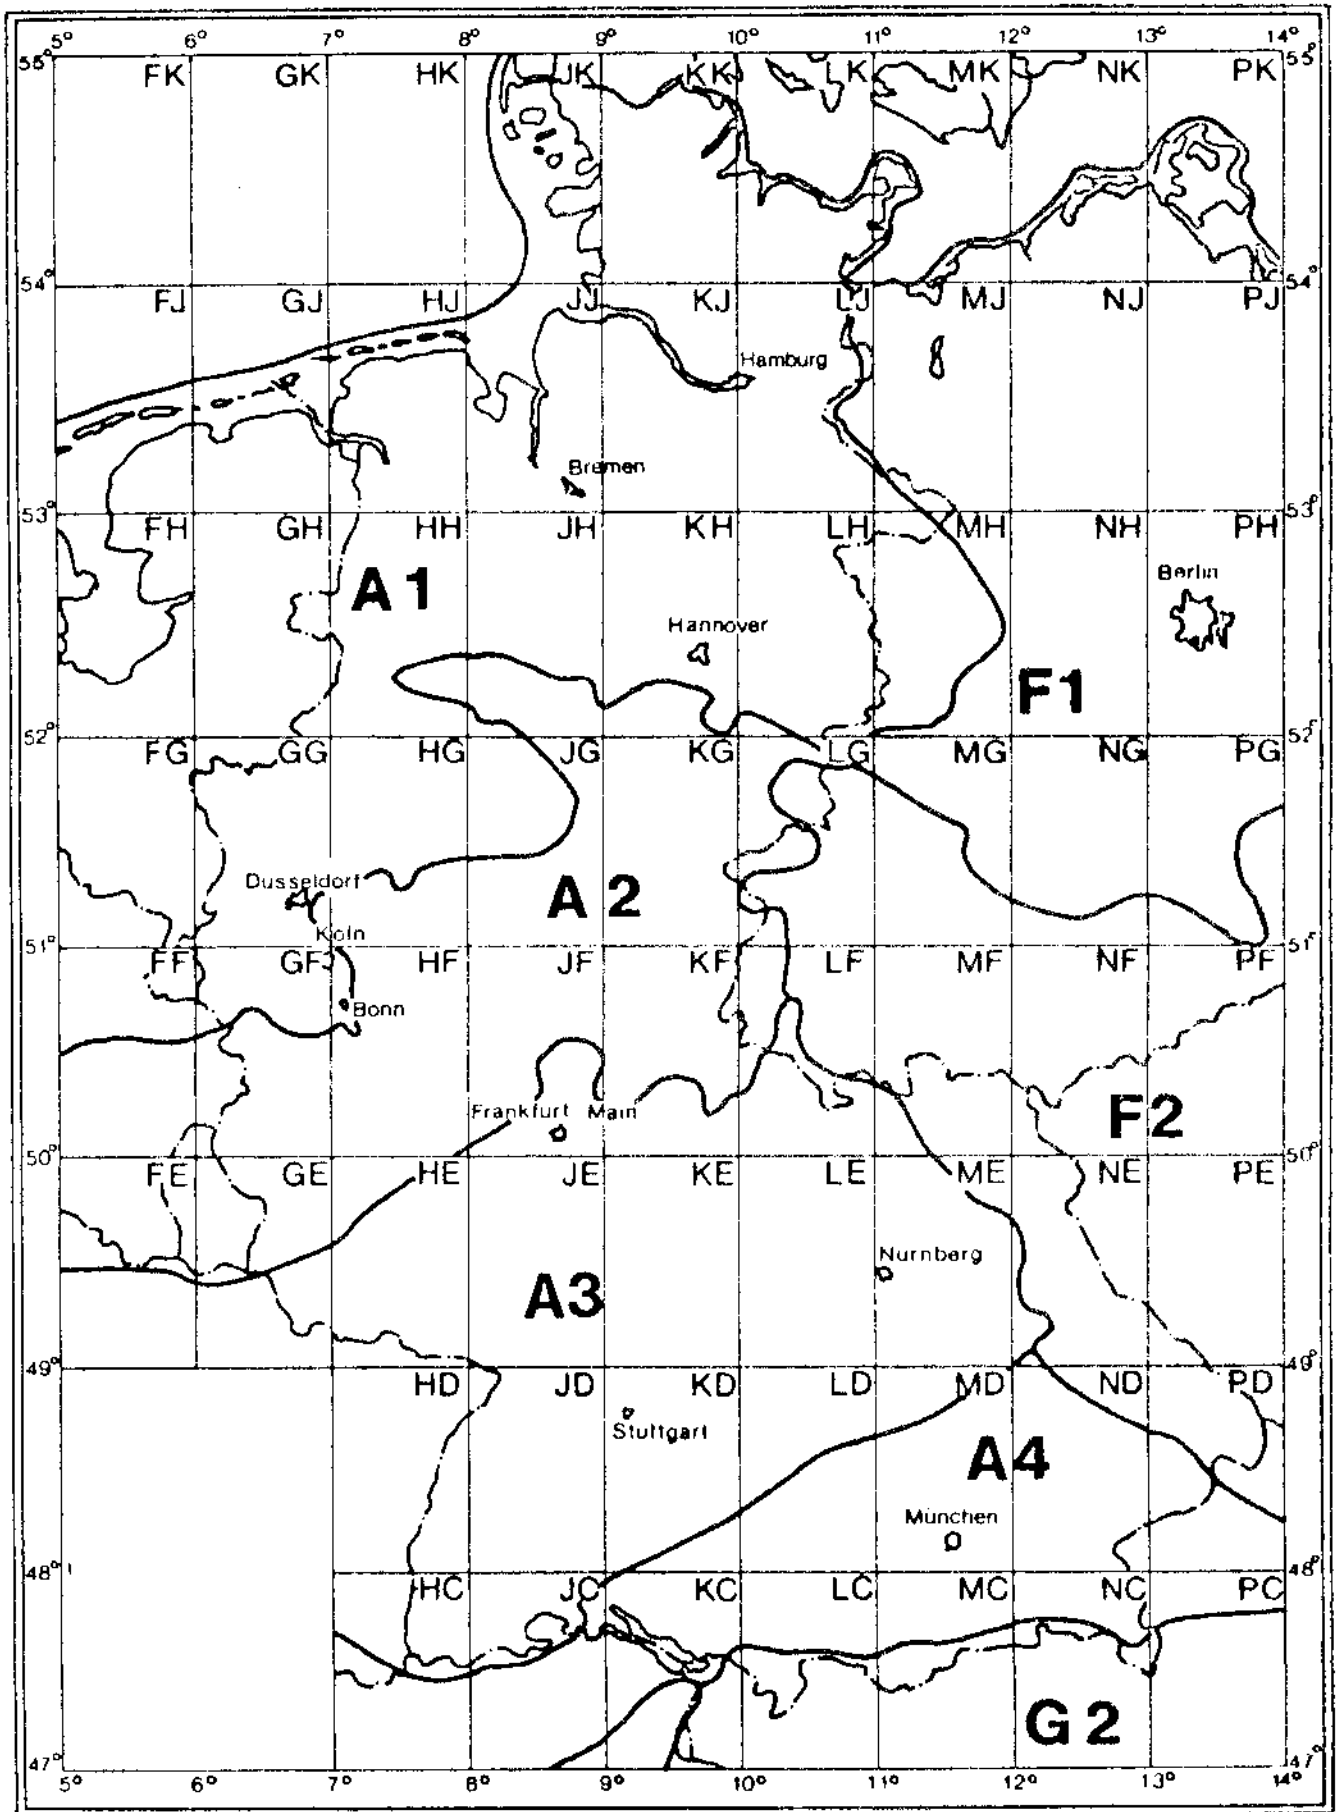 5° 6° 7° 8° 9° 10° 11° 12° 13° 14°
55° 55°
FK GK HK JK KK LK MK NK PK
54° 54°
FJ GJ HJ JJ KJ LJ MJ NJ PJ
Hamburg
Bremen
53° 53°
FH GH HH JH KH LH MH NH PH
Berlin
A 1
Hannover
F1
52° 52°
FG GG HG JG KG LG MG NG PG
Dusseldorf
A 2
Köln
51° 51°
FF GF HF JF KF LF MF NF PF
Bonn
Frankfurt Main
F2
50° 50°
FE GE HE JE KE LE ME NE PE
Nurnberg
A3
49° 49°
HD JD KD LD MD ND PD
Stuttgart
A4
München
48° 48°
HC JC KC LC MC NC PC
G 2
47° 47°
5° 6° 7° 8° 9° 10° 11° 12° 13° 14°